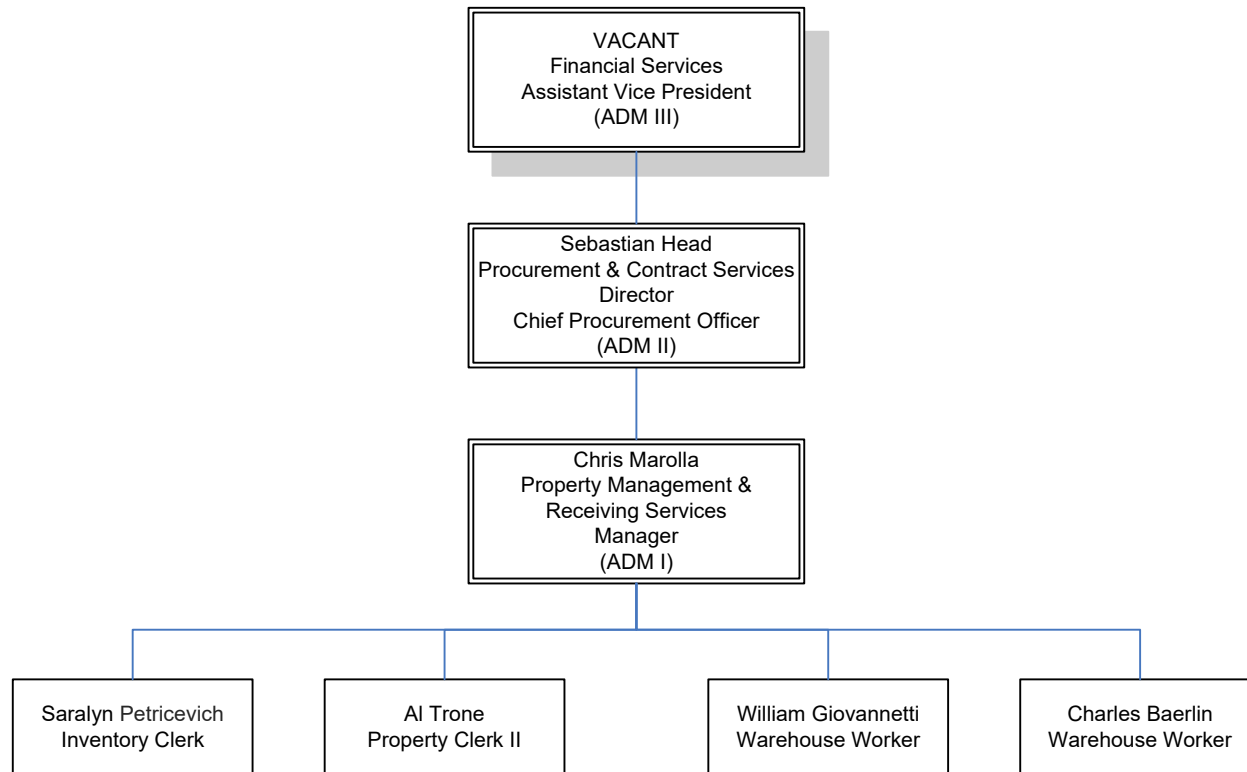 VACANT
Financial Services
Assistant Vice President
(ADM III)
Sebastian Head
Procurement & Contract Services
Director
Chief Procurement Officer
(ADM II)
Chris Marolla
Property Management &
Receiving Services
Manager
(ADM I)
Saralyn Petricevich
Inventory Clerk
Al Trone
Property Clerk II
William Giovannetti
Warehouse Worker
Charles Baerlin
Warehouse Worker